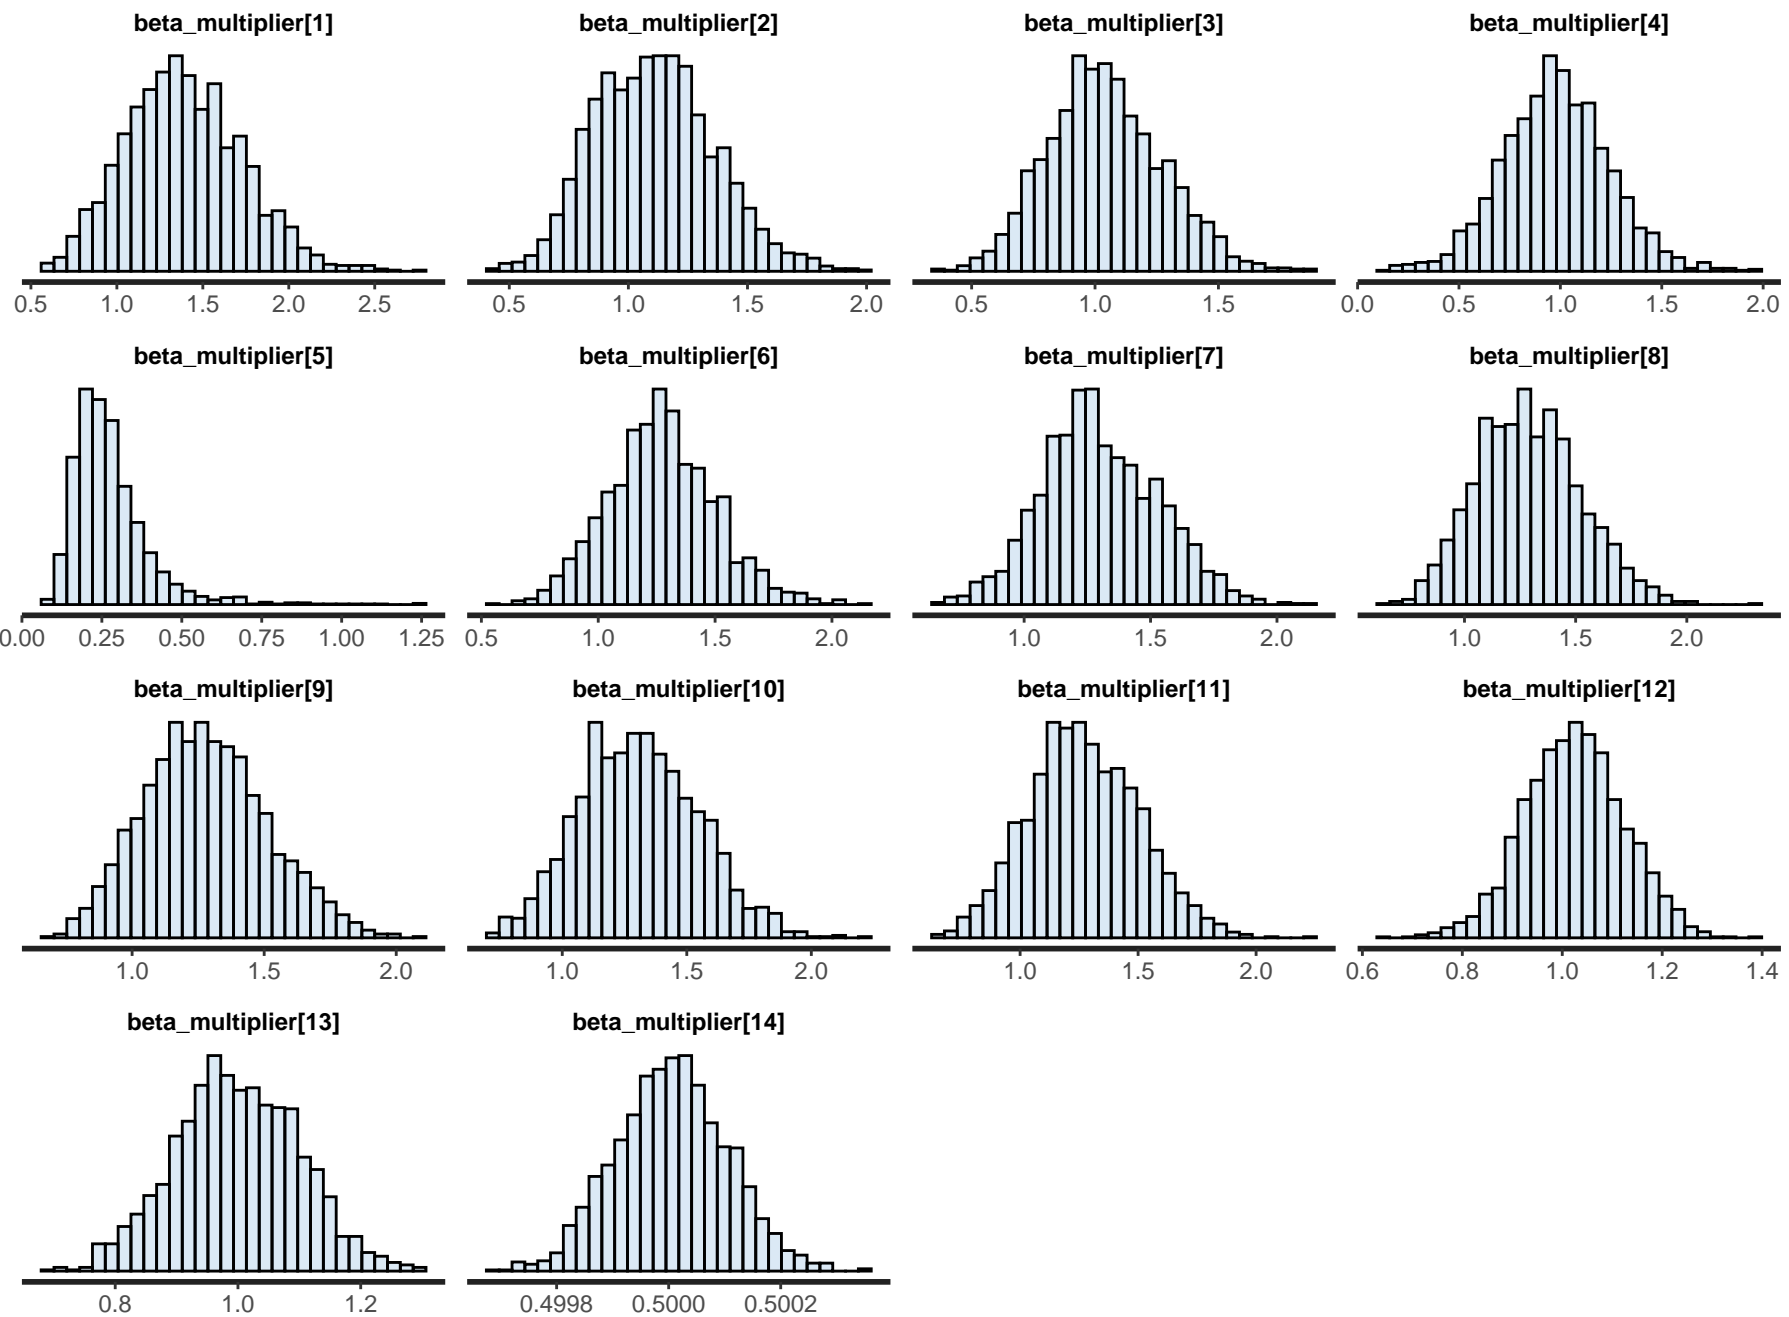 beta_multiplier[1] beta_multiplier[2] beta_multiplier[3] beta_multiplier[4]
0.5 1.0 1.5 2.0 2.5 0.5 1.0 1.5 2.0 0.5 1.0 1.5 0.0 0.5 1.0 1.5 2.0
beta_multiplier[5] beta_multiplier[6] beta_multiplier[7] beta_multiplier[8]
0.00 0.25 0.50 0.75 1.00 1.25 0.5 1.0 1.5 2.0 1.0 1.5 2.0 1.0 1.5 2.0
beta_multiplier[9] beta_multiplier[10] beta_multiplier[11] beta_multiplier[12]
1.0 1.5 2.0 1.0 1.5 2.0 1.0 1.5 2.0 0.6 0.8 1.0 1.2 1.4
beta_multiplier[13] beta_multiplier[14]
0.8 1.0 1.2 0.4998 0.5000 0.5002